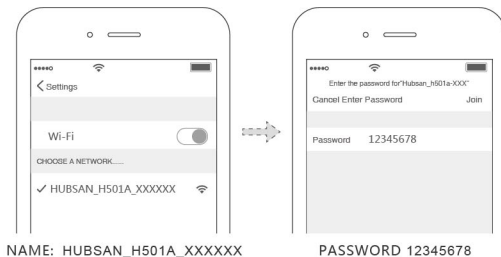 Settings
Wi-Fi
CHOOSE A NETWORK......
HUBSAN_H501A_XXXXXX
NAME: HUBSAN_H501A_XXXXXX
Enter the password for"Hubsan_h501a-XXX"
Cancel Enter Password Join
Password 12345678
PASSWORD 12345678